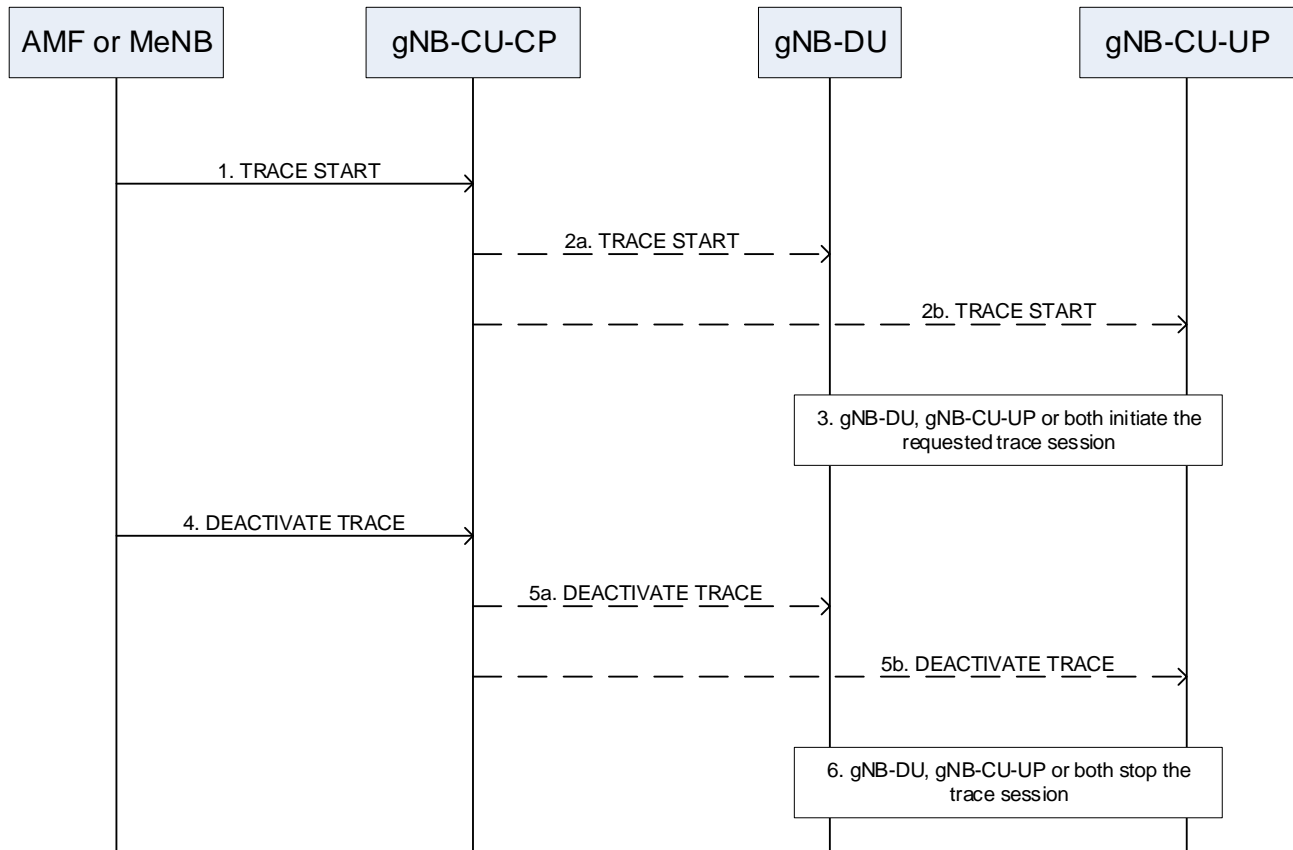 AMF or MeNB
gNB-CU-CP
gNB-DU
gNB-CU-UP
1. TRACE START
2a. TRACE START
2b. TRACE START
3. gNB-DU, gNB-CU-UP or both initiate the
requested trace session
4. DEACTIVATE TRACE
5a. DEACTIVATE TRACE
5b. DEACTIVATE TRACE
6. gNB-DU, gNB-CU-UP or both stop the
trace session